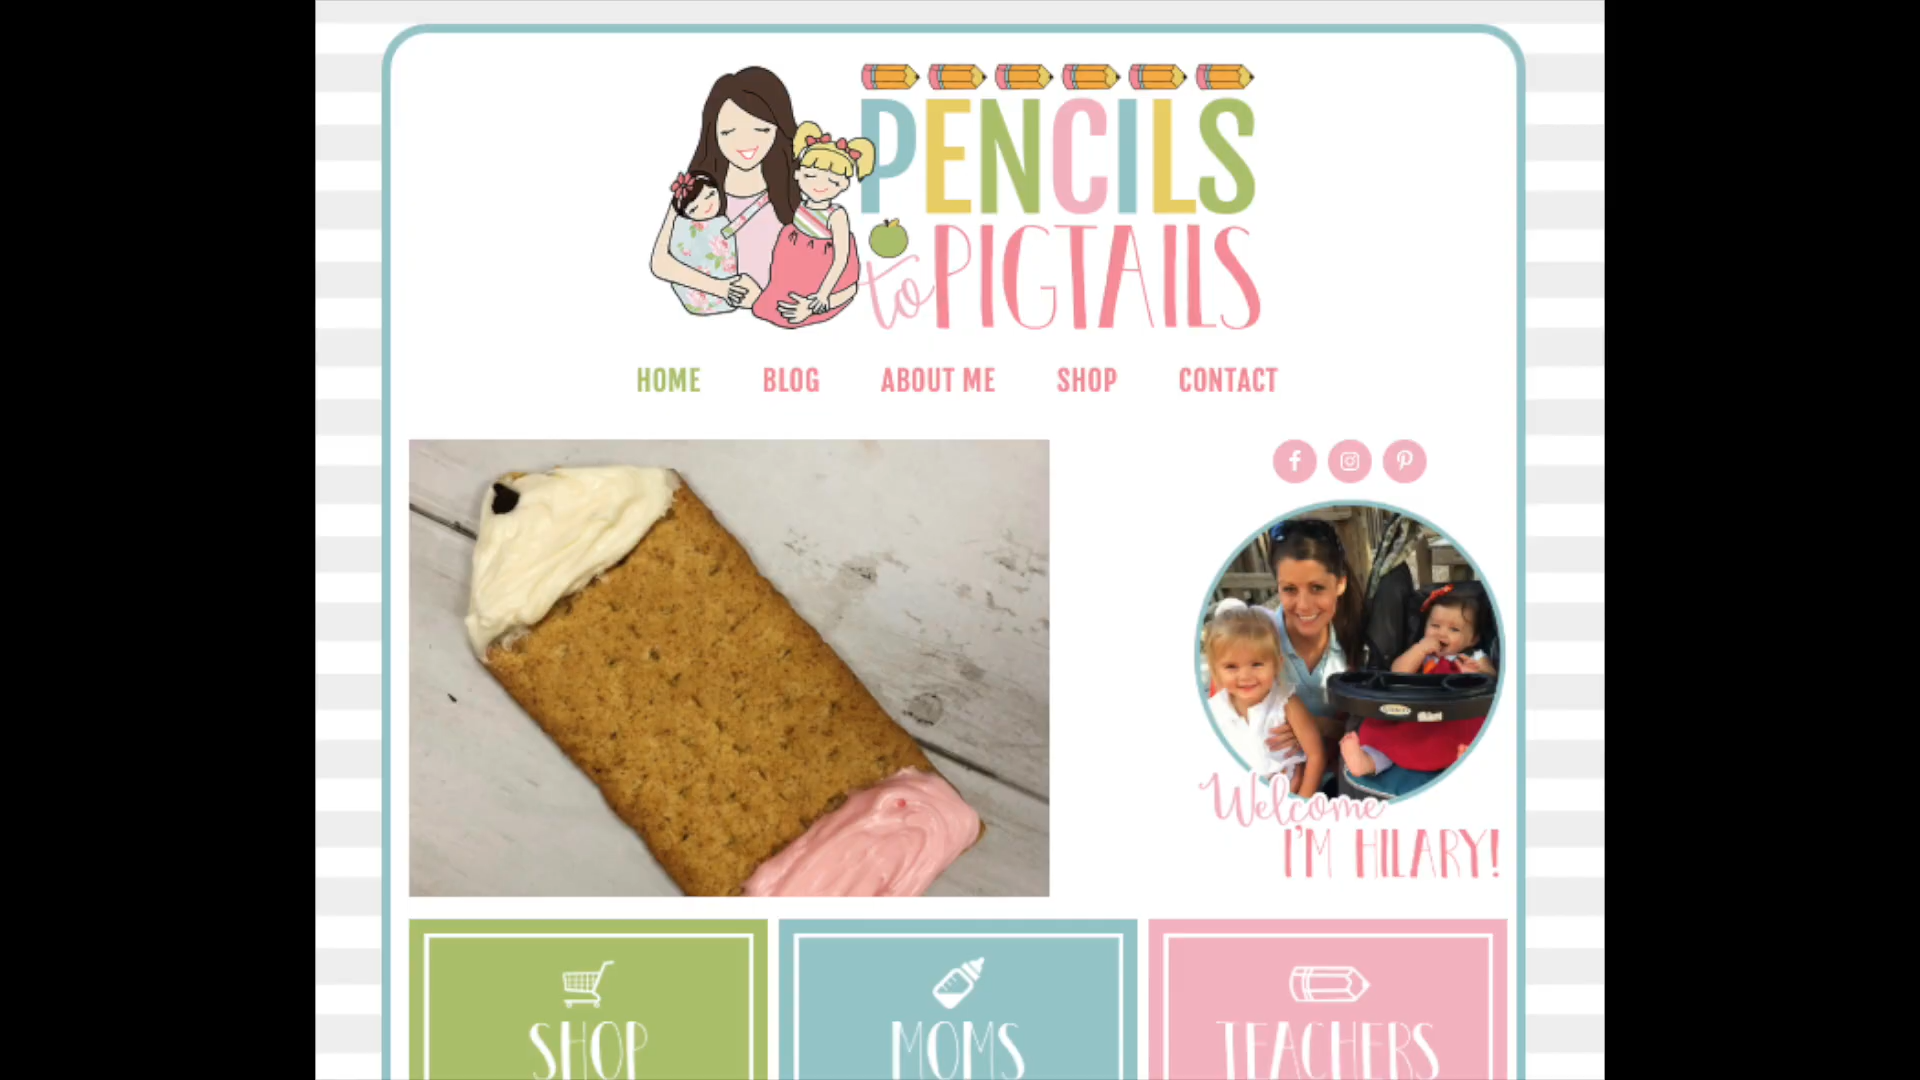 PENCILS
to PIGTAILS
HOME BLOG ABOUT ME SHOP CONTACT
Welcome
I'M HILARY!
SHOP MOMS TEACHERS